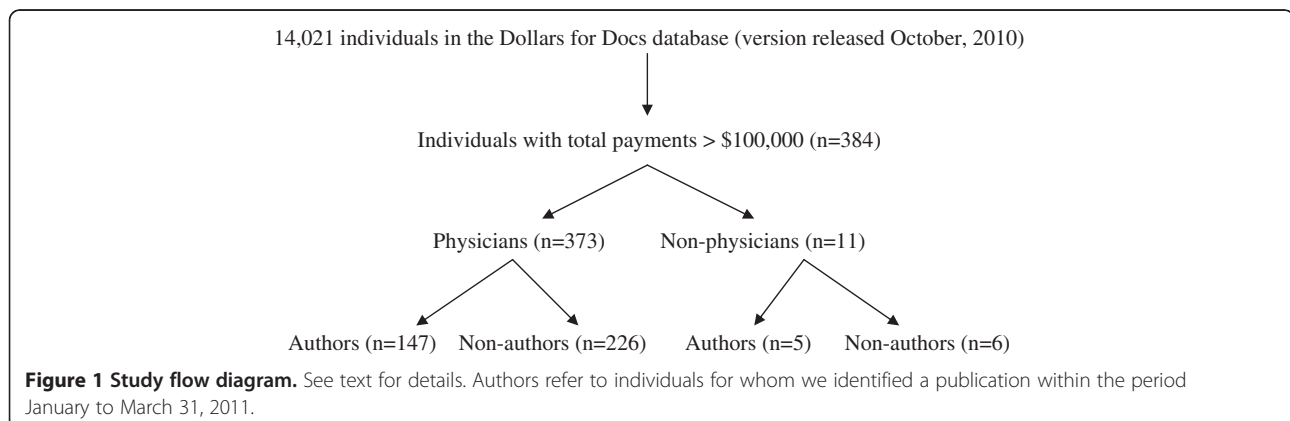 14,021 individuals in the Dollars for Docs database (version released October, 2010)
Individuals with total payments > $100,000 (n=384)
Physicians (n=373) Non-physicians (n=11)
Authors (n=147) Non-authors (n=226) Authors (n=5) Non-authors (n=6)
Figure 1 Study flow diagram. See text for details. Authors refer to individuals for whom we identified a publication within the period
January to March 31, 2011.